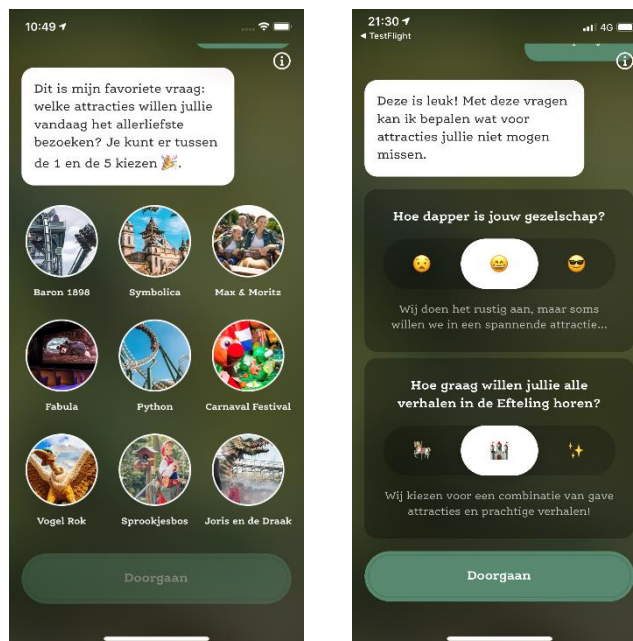 10:49
Dit is mijn favoriete vraag:
welke attracties willen jullie
vandaag het allerliefste
bezoeken? Je kunt er tussen
de 1 en de 5 kiezen 🎉.
Baron 1898
Symbolica
Max & Moritz
Fabula
Python
Carnaval Festival
Vogel Rok
Sprookjesbos
Joris en de Draak
Doorgaan
21:30
4G
◀ TestFlight
Deze is leuk! Met deze vragen
kan ik bepalen wat voor
attracties jullie niet mogen
missen.
Hoe dapper is jouw gezelschap?
Wij doen het rustig aan, maar soms
willen we in een spannende attractie...
Hoe graag willen jullie alle
verhalen in de Efteling horen?
Wij kiezen voor een combinatie van gave
attracties en prachtige verhalen!
Doorgaan